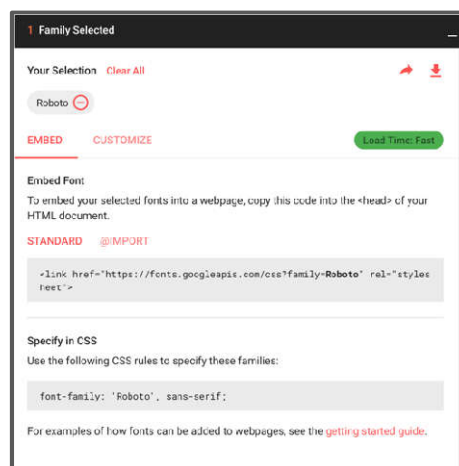 1 Family Selected
Your Selection Clear All
Roboto
EMBED CUSTOMIZE Load Time: Fast
Embed Font
To embed your selected fonts into a webpage, copy this code into the <head> of your
HTML document.
STANDARD @IMPORT
<link href="https://fonts.googleapis.com/css?family=Roboto" rel="styles
heet">
Specify in CSS
Use the following CSS rules to specify these families:
font-family: 'Roboto', sans-serif;
For examples of how fonts can be added to webpages, see the getting started guide.